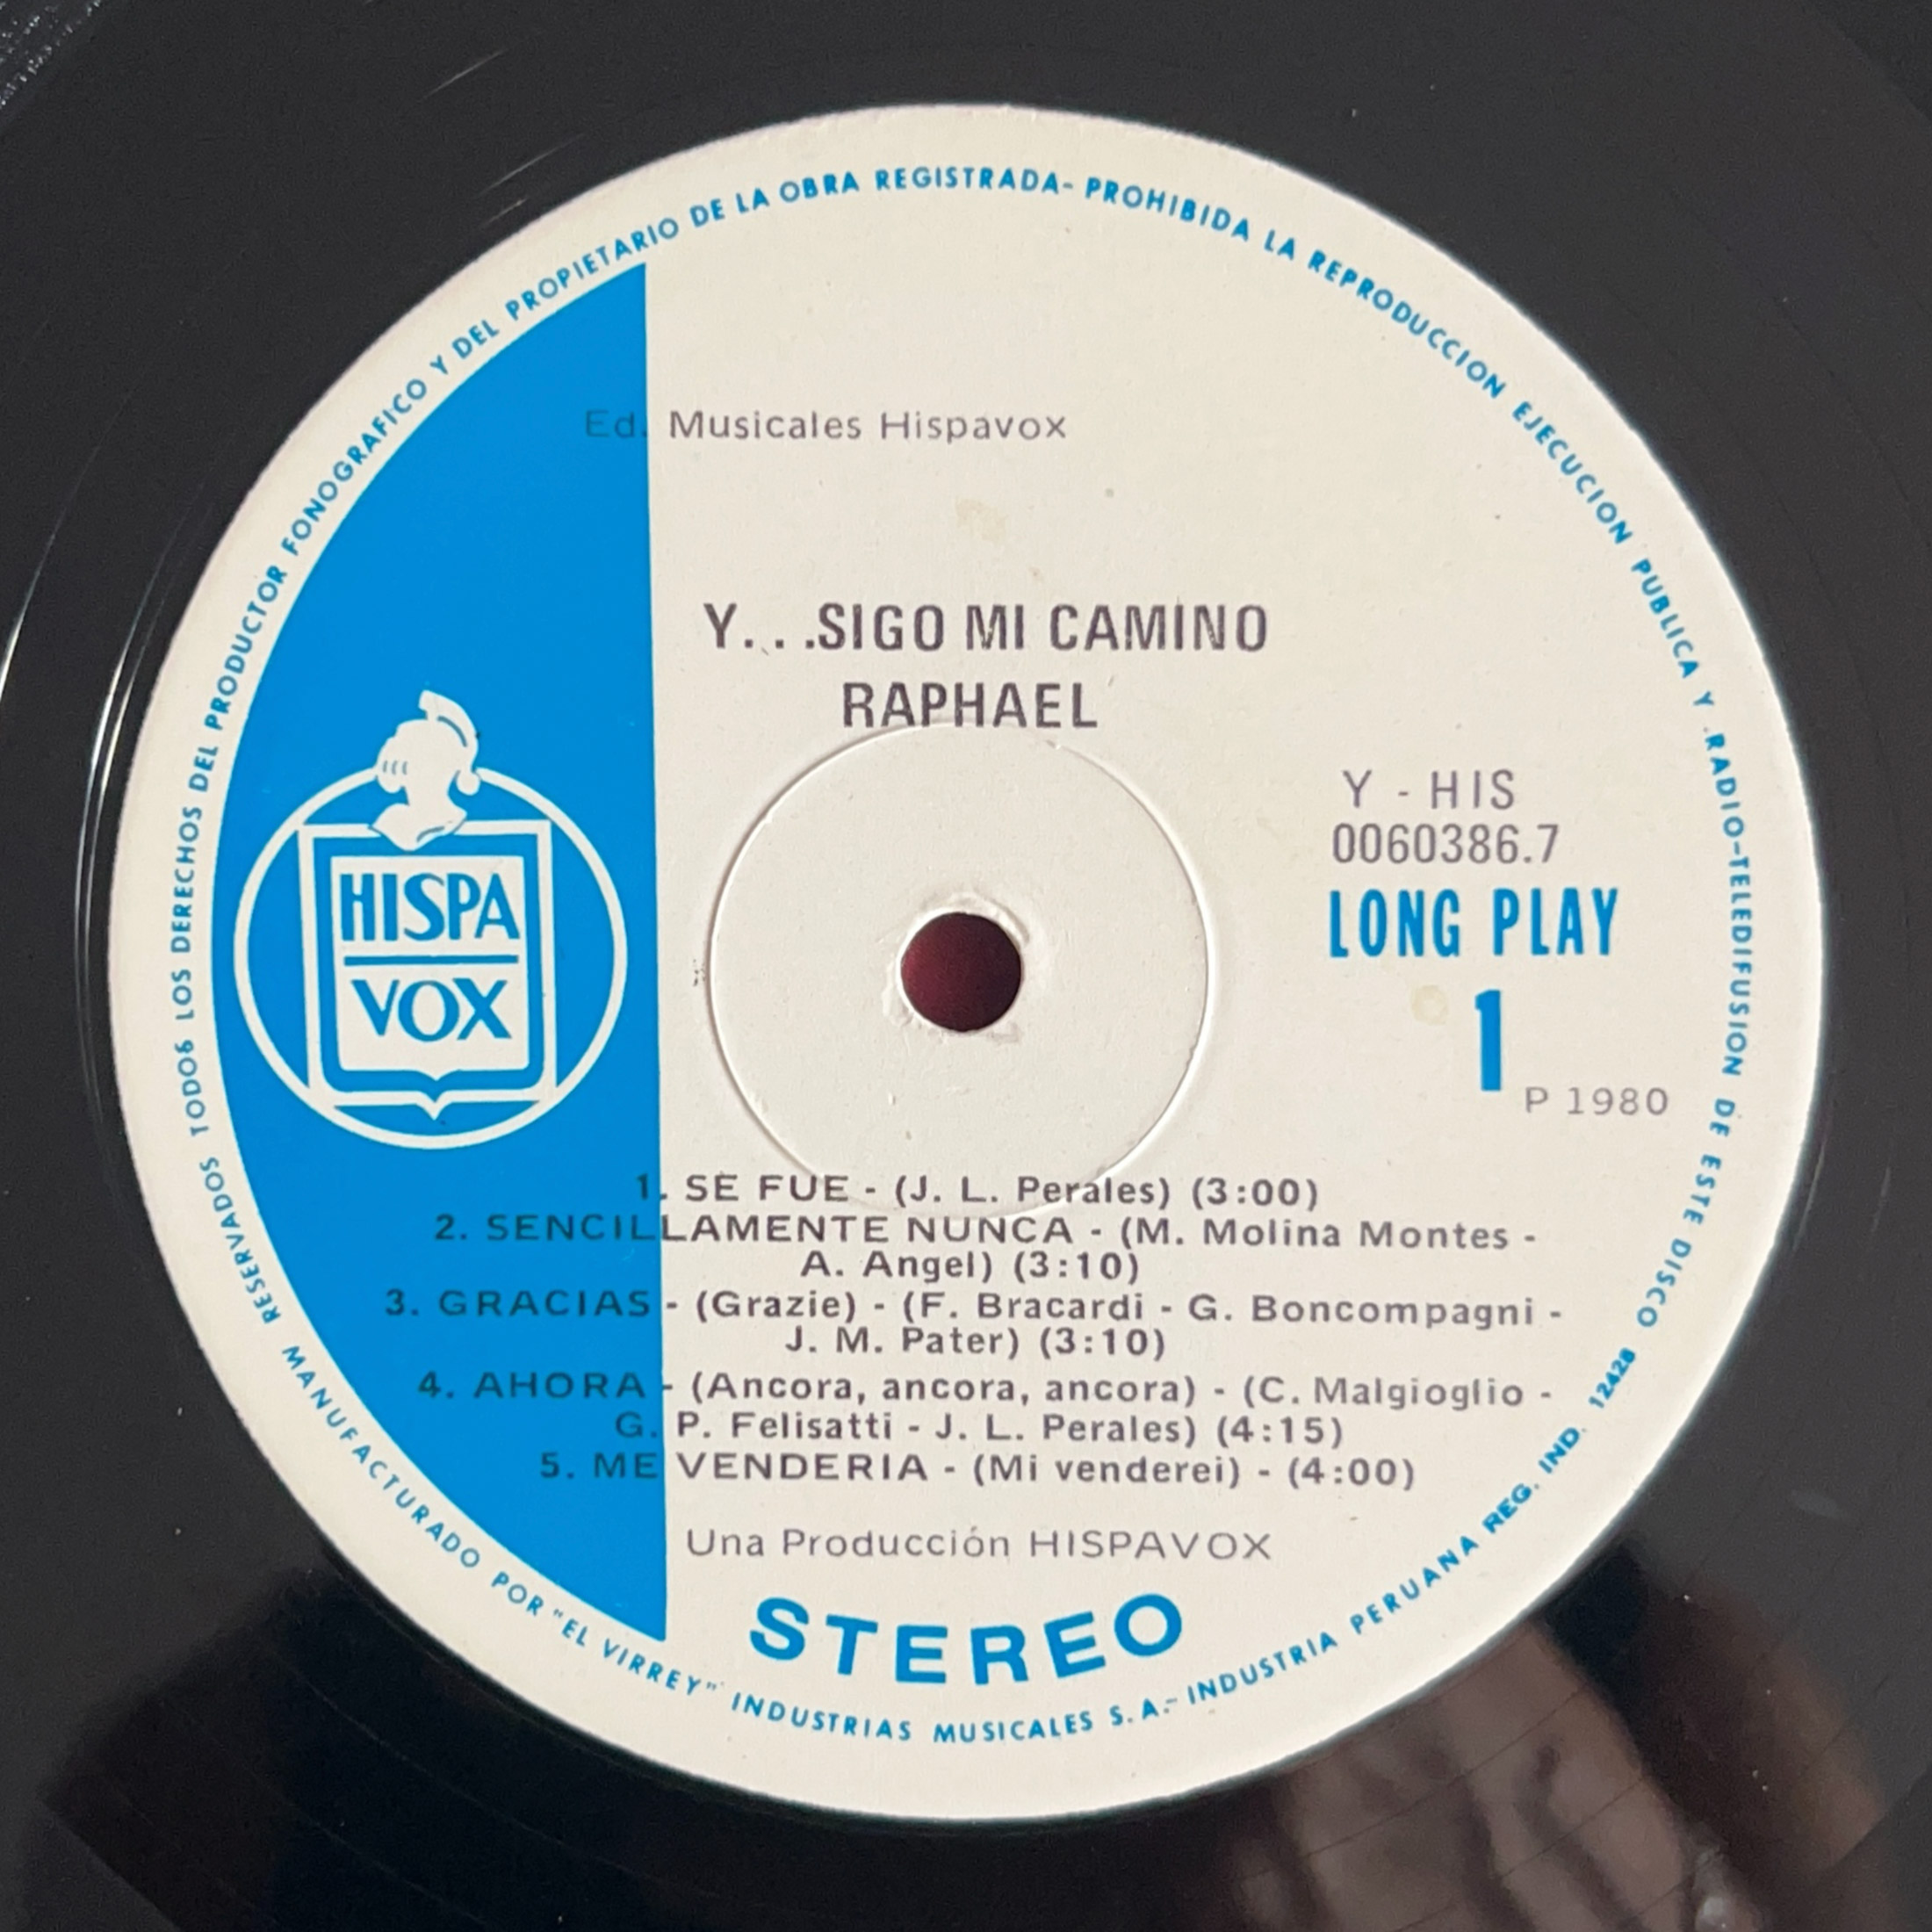 TODOS LOS DERECHOS DEL PRODUCTOR FONOGRAFICO Y DEL PROPIETARIO DE LA OBRA REGISTRADA- PROHIBIDA LA REPRODUCCION EJECUCION PUBLICA Y RADIO-TELEDIFUSION DE ESTE DISCO
RESERVADOS MANUFACTURADO POR "EL VIRREY" INDUSTRIAS MUSICALES S.A.- INDUSTRIA PERUANA REG. IND. 12428
Ed. Musicales Hispavox
Y...SIGO MI CAMINO
RAPHAEL
HISPA
VOX
Y - HIS
0060386.7
LONG PLAY
1
P 1980
1. SE FUE - (J. L. Perales) (3:00)
2. SENCILLAMENTE NUNCA - (M. Molina Montes -
A. Angel) (3:10)
3. GRACIAS - (Grazie) - (F. Bracardi - G. Boncompagni -
J. M. Pater) (3:10)
4. AHORA - (Ancora, ancora, ancora) - (C. Malgioglio -
G. P. Felisatti - J. L. Perales) (4:15)
5. ME VENDERIA - (Mi venderei) - (4:00)
Una Producción HISPAVOX
STEREO